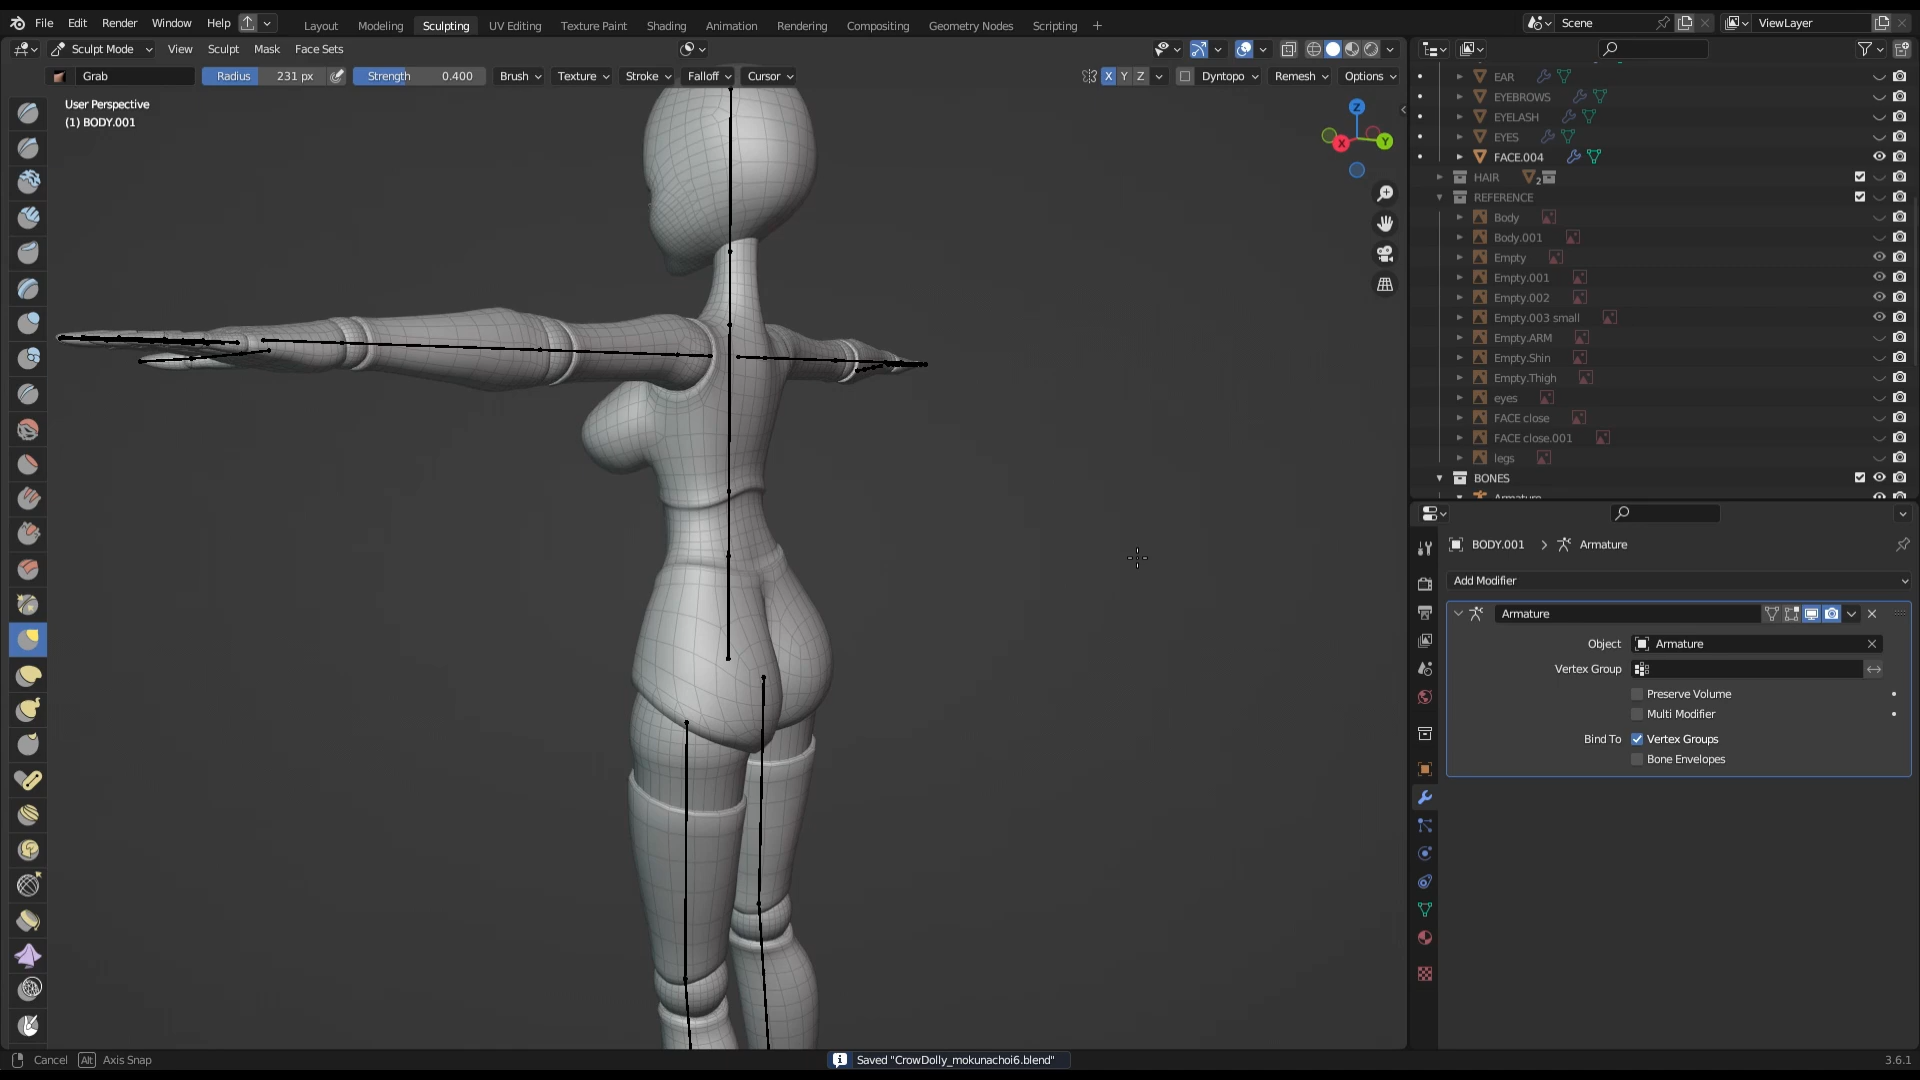 File Edit Render Window Help
Layout Modeling Sculpting UV Editing Texture Paint Shading Animation Rendering Compositing Geometry Nodes Scripting +
Scene
ViewLayer
Sculpt Mode View Sculpt Mask Face Sets
Grab Radius 231 px Strength 0.400 Brush Texture Stroke Falloff Cursor
X Y Z Dyntopo Remesh Options
User Perspective
(1) BODY.001
Z
X
Y
EAR
EYEBROWS
EYELASH
EYES
FACE.004
HAIR 2
REFERENCE
Body
Body.001
Empty
Empty.001
Empty.002
Empty.003 small
Empty.ARM
Empty.Shin
Empty.Thigh
eyes
FACE close
FACE close.001
legs
BONES
Armature
BODY.001 > Armature
Add Modifier
Armature
Object Armature
Vertex Group
Preserve Volume
Multi Modifier
Bind To Vertex Groups
Bone Envelopes
Cancel Alt Axis Snap
Saved "CrowDolly_mokunachoi6.blend"
3.6.1